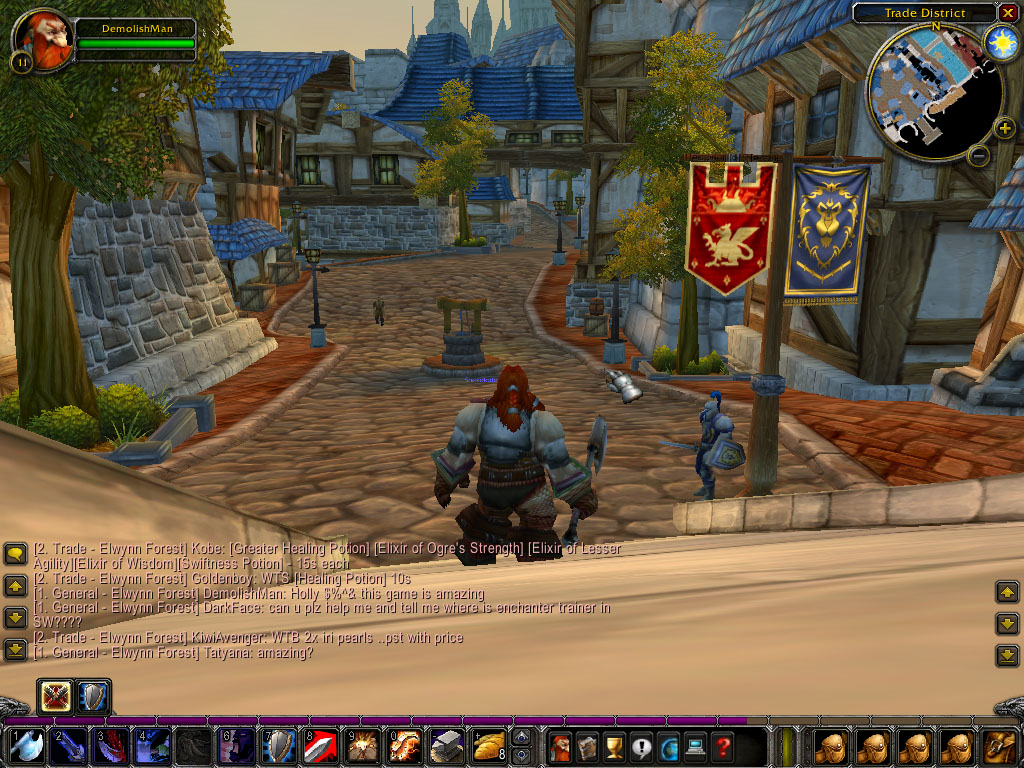 DemolishMan
11
Trade District
N
[2. Trade - Elwynn Forest] Kobe: [Greater Healing Potion] [Elixir of Ogre's Strength] [Elixir of Lesser
Agility][Elixir of Wisdom][Swiftness Potion] - 15s each
[2. Trade - Elwynn Forest] Goldenboy: WTS [Healing Potion] 10s
[1. General - Elwynn Forest] DemolishMan: Holly $%^& this game is amazing
[1. General - Elwynn Forest] DarkFace: can u plz help me and tell me where is enchanter trainer in
SW????
[2. Trade - Elwynn Forest] KiwiAvenger: WTB 2x iri pearls ..pst with price
[1. General - Elwynn Forest] Tatyana: amazing?
1 2 3 4 6 7 8 9 0 - + 8